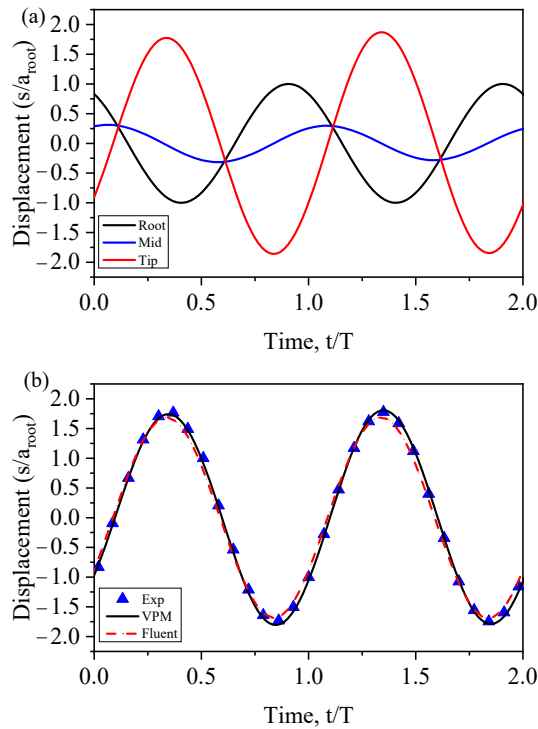 (a)
2.0
1.5
1.0
0.5
0.0
−0.5
−1.0
−1.5
−2.0
Displacement (s/a_root)
Root
Mid
Tip
0.0 0.5 1.0 1.5 2.0
Time, t/T
(b)
2.0
1.5
1.0
0.5
0.0
−0.5
−1.0
−1.5
−2.0
Displacement (s/a_root)
Exp
VPM
Fluent
0.0 0.5 1.0 1.5 2.0
Time, t/T